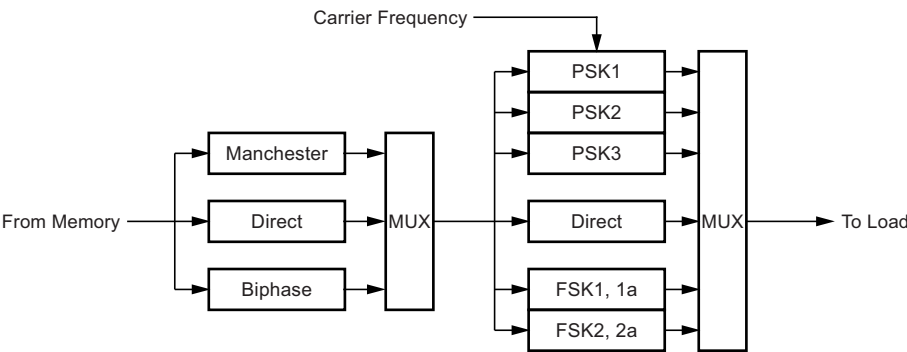 Carrier Frequency
PSK1
PSK2
PSK3
Manchester
From Memory
Direct
MUX
Direct
MUX
To Load
Biphase
FSK1, 1a
FSK2, 2a